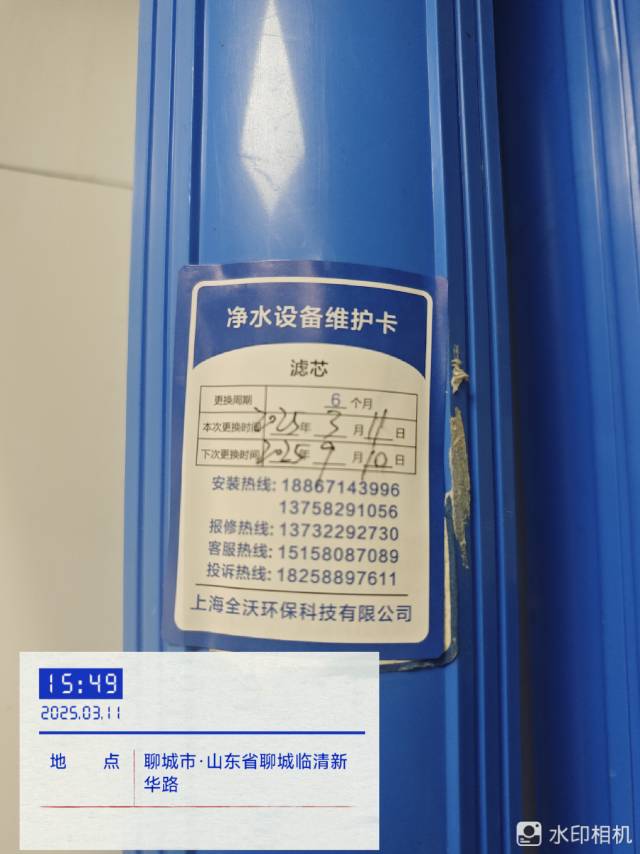 净水设备维护卡
滤芯
更换周期 6 个月
本次更换时间 2025 年 3 月 11 日
下次更换时间 2025 年 9 月 10 日
安装热线: 18867143996
13758291056
报修热线: 13732292730
客服热线: 15158087089
投诉热线: 18258897611
上海全沃环保科技有限公司
15:49
2025.03.11
地 点 聊城市·山东省聊城临清新
华路
水印相机